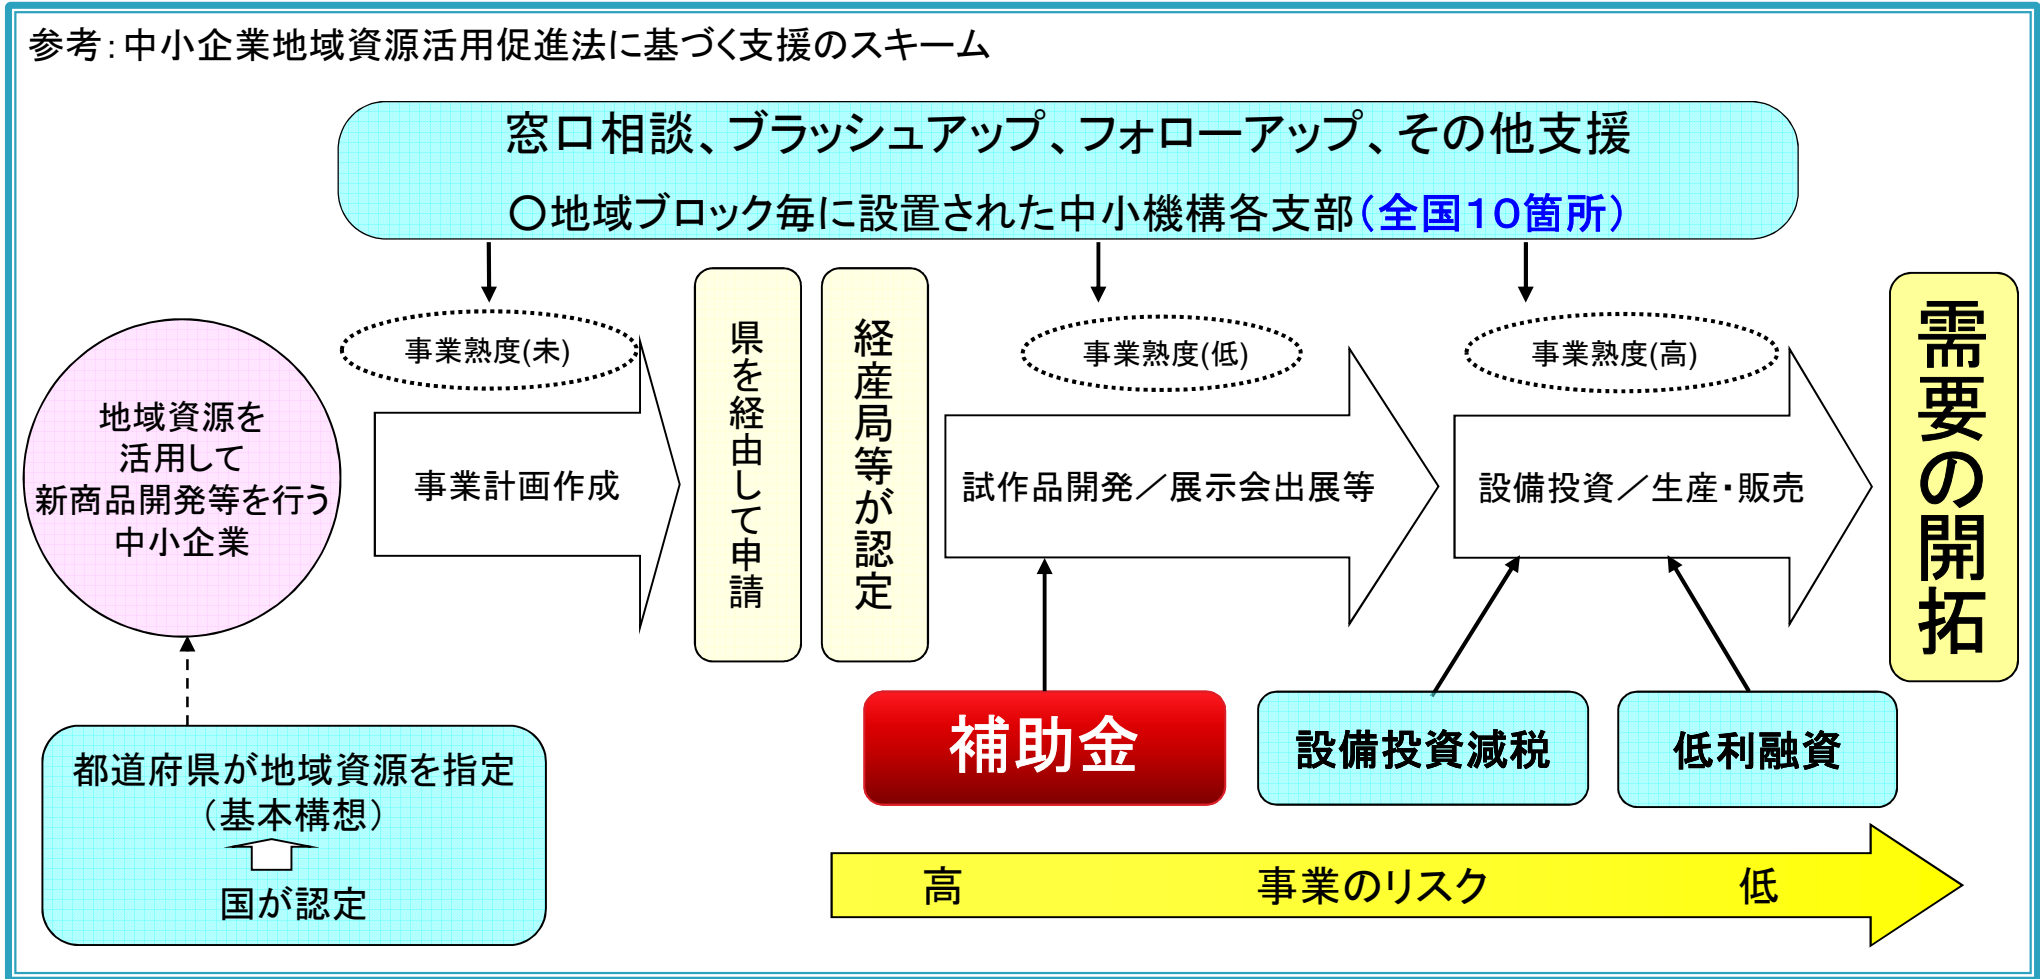 参考：中小企業地域資源活用促進法に基づく支援のスキーム
窓口相談、ブラッシュアップ、フォローアップ、その他支援
○地域ブロック毎に設置された中小機構各支部（全国１０箇所）
事業熟度(未)
事業熟度(低)
事業熟度(高)
地域資源を
活用して
新商品開発等を行う
中小企業
事業計画作成
県を経由して申請
経産局等が認定
試作品開発／展示会出展等
設備投資／生産・販売
需要の開拓
補助金
設備投資減税
低利融資
都道府県が地域資源を指定
（基本構想）
国が認定
高 事業のリスク 低